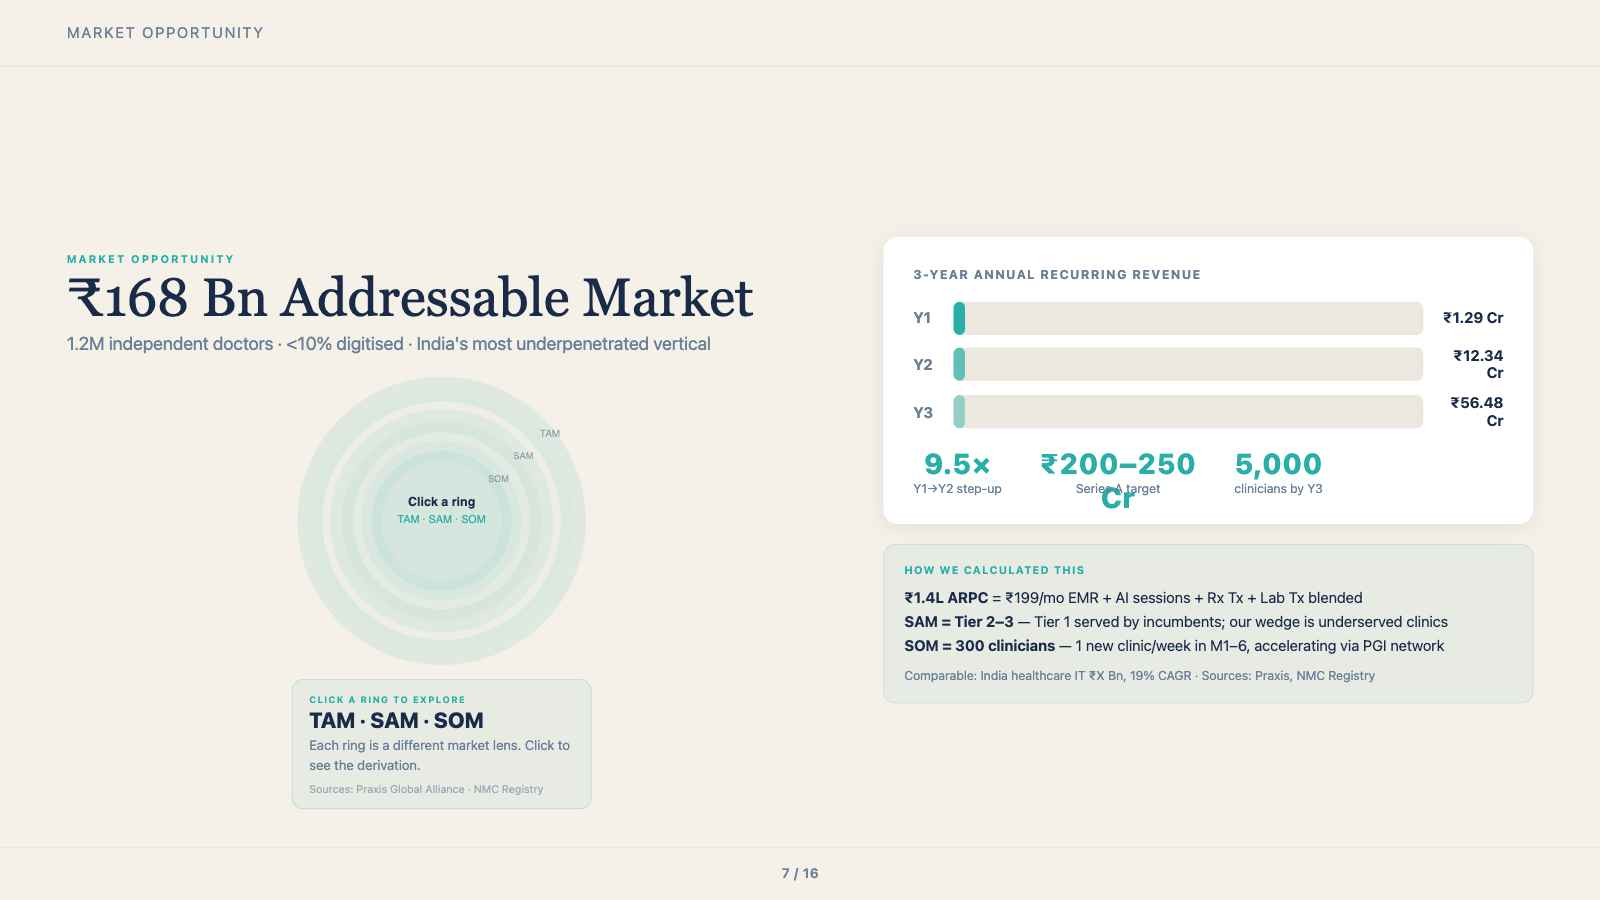 MARKET OPPORTUNITY
MARKET OPPORTUNITY
₹168 Bn Addressable Market
1.2M independent doctors · <10% digitised · India's most underpenetrated vertical
TAM
SAM
SOM
Click a ring
TAM · SAM · SOM
CLICK A RING TO EXPLORE
TAM · SAM · SOM
Each ring is a different market lens. Click to
see the derivation.
Sources: Praxis Global Alliance · NMC Registry
3-YEAR ANNUAL RECURRING REVENUE
Y1
₹1.29 Cr
Y2
₹12.34
Cr
Y3
₹56.48
Cr
9.5×
Y1→Y2 step-up
₹200–250
Cr
Series A target
5,000
clinicians by Y3
HOW WE CALCULATED THIS
₹1.4L ARPC = ₹199/mo EMR + AI sessions + Rx Tx + Lab Tx blended
SAM = Tier 2–3 — Tier 1 served by incumbents; our wedge is underserved clinics
SOM = 300 clinicians — 1 new clinic/week in M1–6, accelerating via PGI network
Comparable: India healthcare IT ₹X Bn, 19% CAGR · Sources: Praxis, NMC Registry
7 / 16